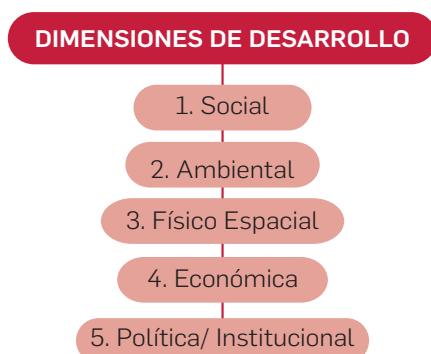 DIMENSIONES DE DESARROLLO
1. Social
2. Ambiental
3. Físico Espacial
4. Económica
5. Política/ Institucional